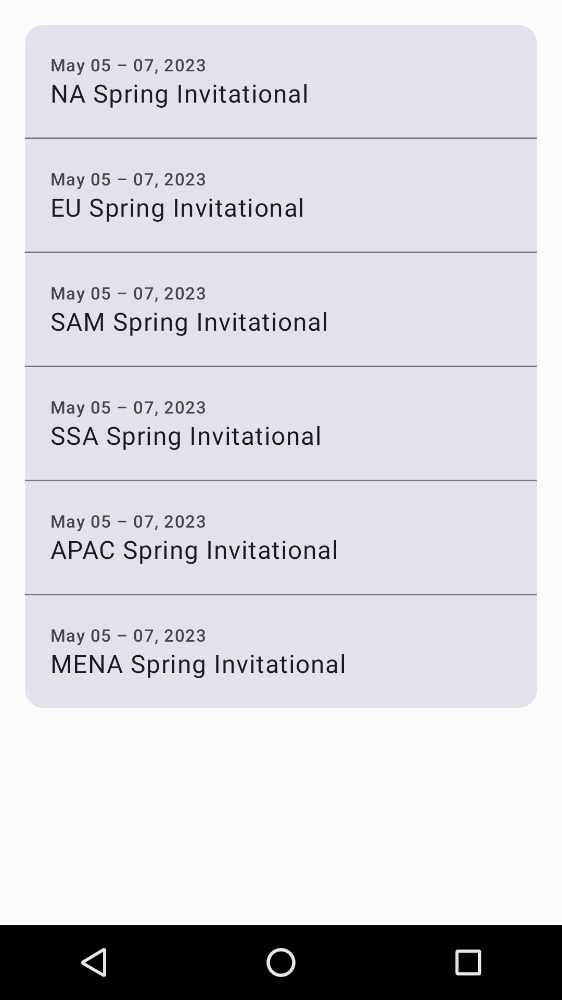 May 05 – 07, 2023
NA Spring Invitational
May 05 – 07, 2023
EU Spring Invitational
May 05 – 07, 2023
SAM Spring Invitational
May 05 – 07, 2023
SSA Spring Invitational
May 05 – 07, 2023
APAC Spring Invitational
May 05 – 07, 2023
MENA Spring Invitational